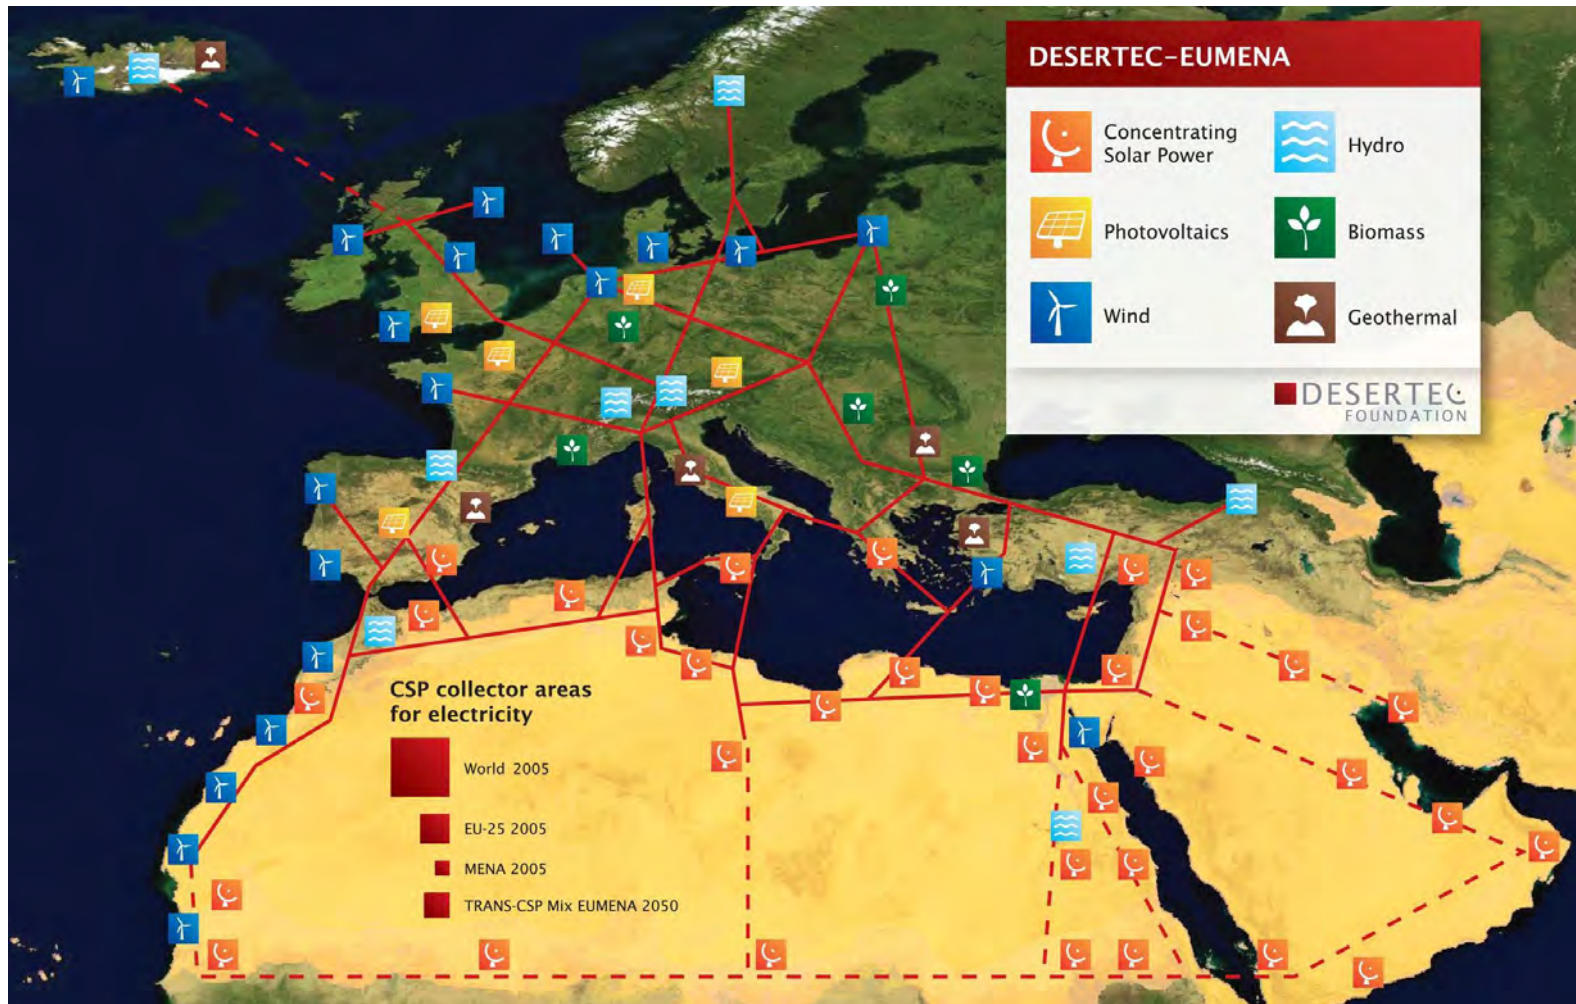 DESERTEC–EUMENA
Concentrating
Solar Power
Hydro
Photovoltaics
Biomass
Wind
Geothermal
DESERTEC
FOUNDATION
CSP collector areas
for electricity
World 2005
EU-25 2005
MENA 2005
TRANS-CSP Mix EUMENA 2050